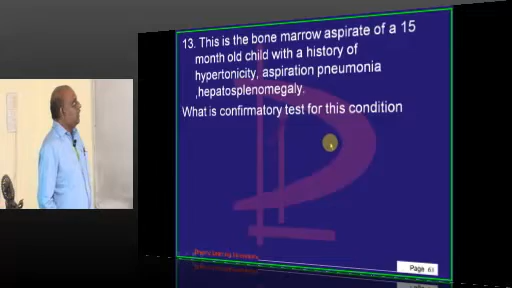 13. This is the bone marrow aspirate of a 15
month old child with a history of
hypertonicity, aspiration pneumonia
,hepatosplenomegaly.
What is confirmatory test for this condition
Page 61